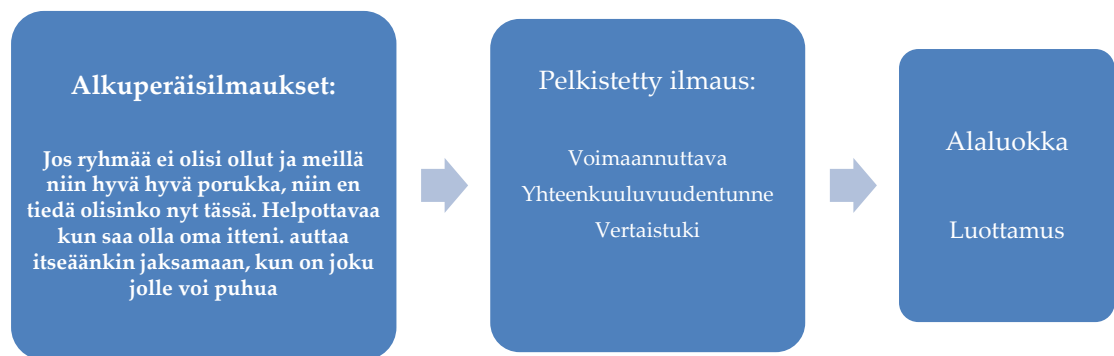 Alkuperäisilmaukset:
Jos ryhmää ei olisi ollut ja meillä
niin hyvä hyvä porukka, niin en
tiedä olisinko nyt tässä. Helpottavaa
kun saa olla oma itteni. auttaa
itseäänkin jaksamaan, kun on joku
jolle voi puhua
Pelkistetty ilmaus:
Voimaannuttava
Yhteenkuuluvuudentunne
Vertaistuki
Alaluokka
Luottamus